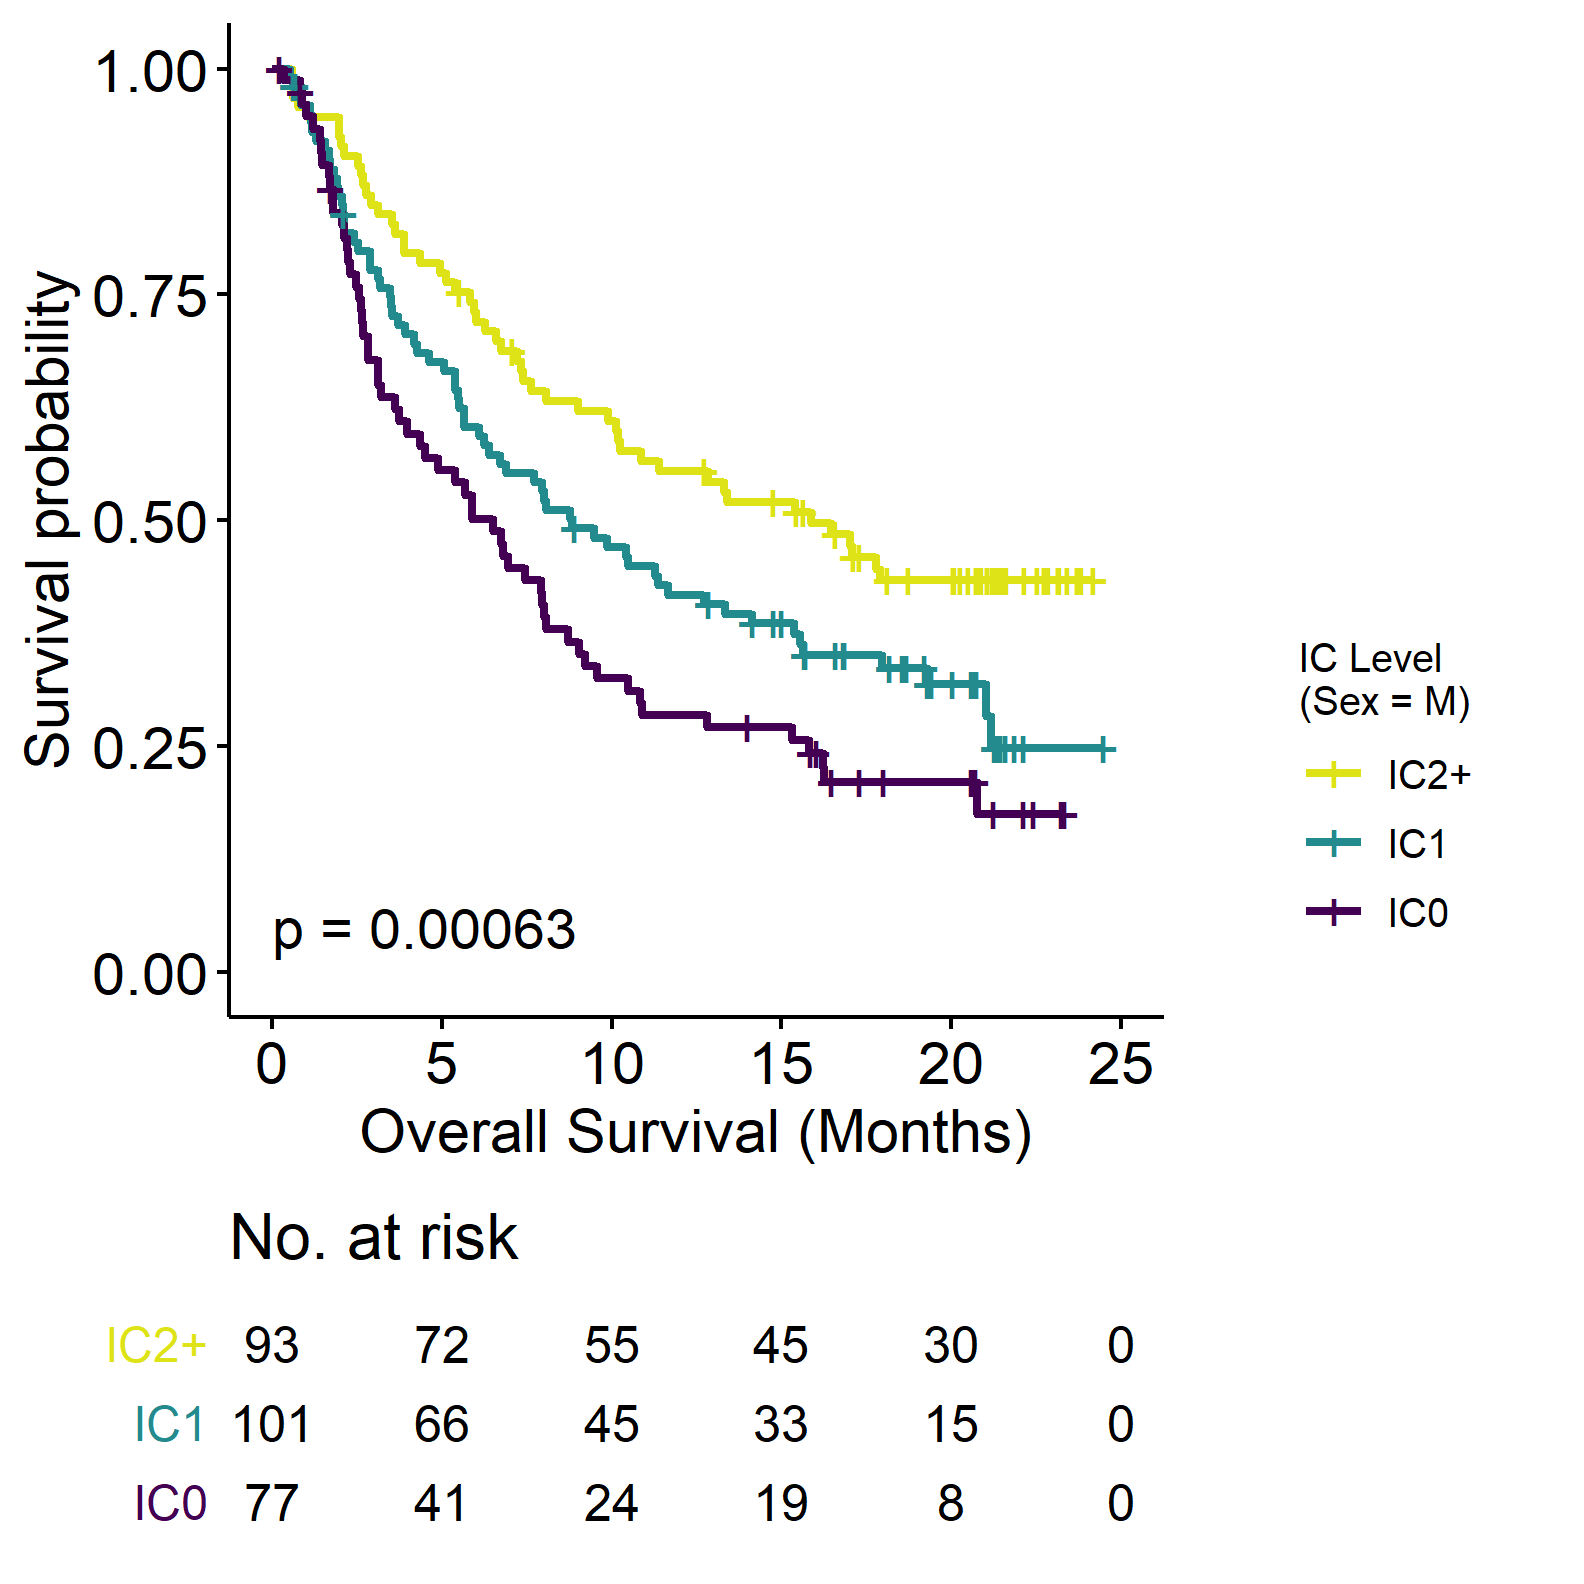 1.00
0.75
0.50
0.25
0.00
Survival probability
p = 0.00063
0 5 10 15 20 25
Overall Survival (Months)
IC Level
(Sex = M)
IC2+
IC1
IC0
No. at risk
IC2+ 93 72 55 45 30 0
IC1 101 66 45 33 15 0
IC0 77 41 24 19 8 0